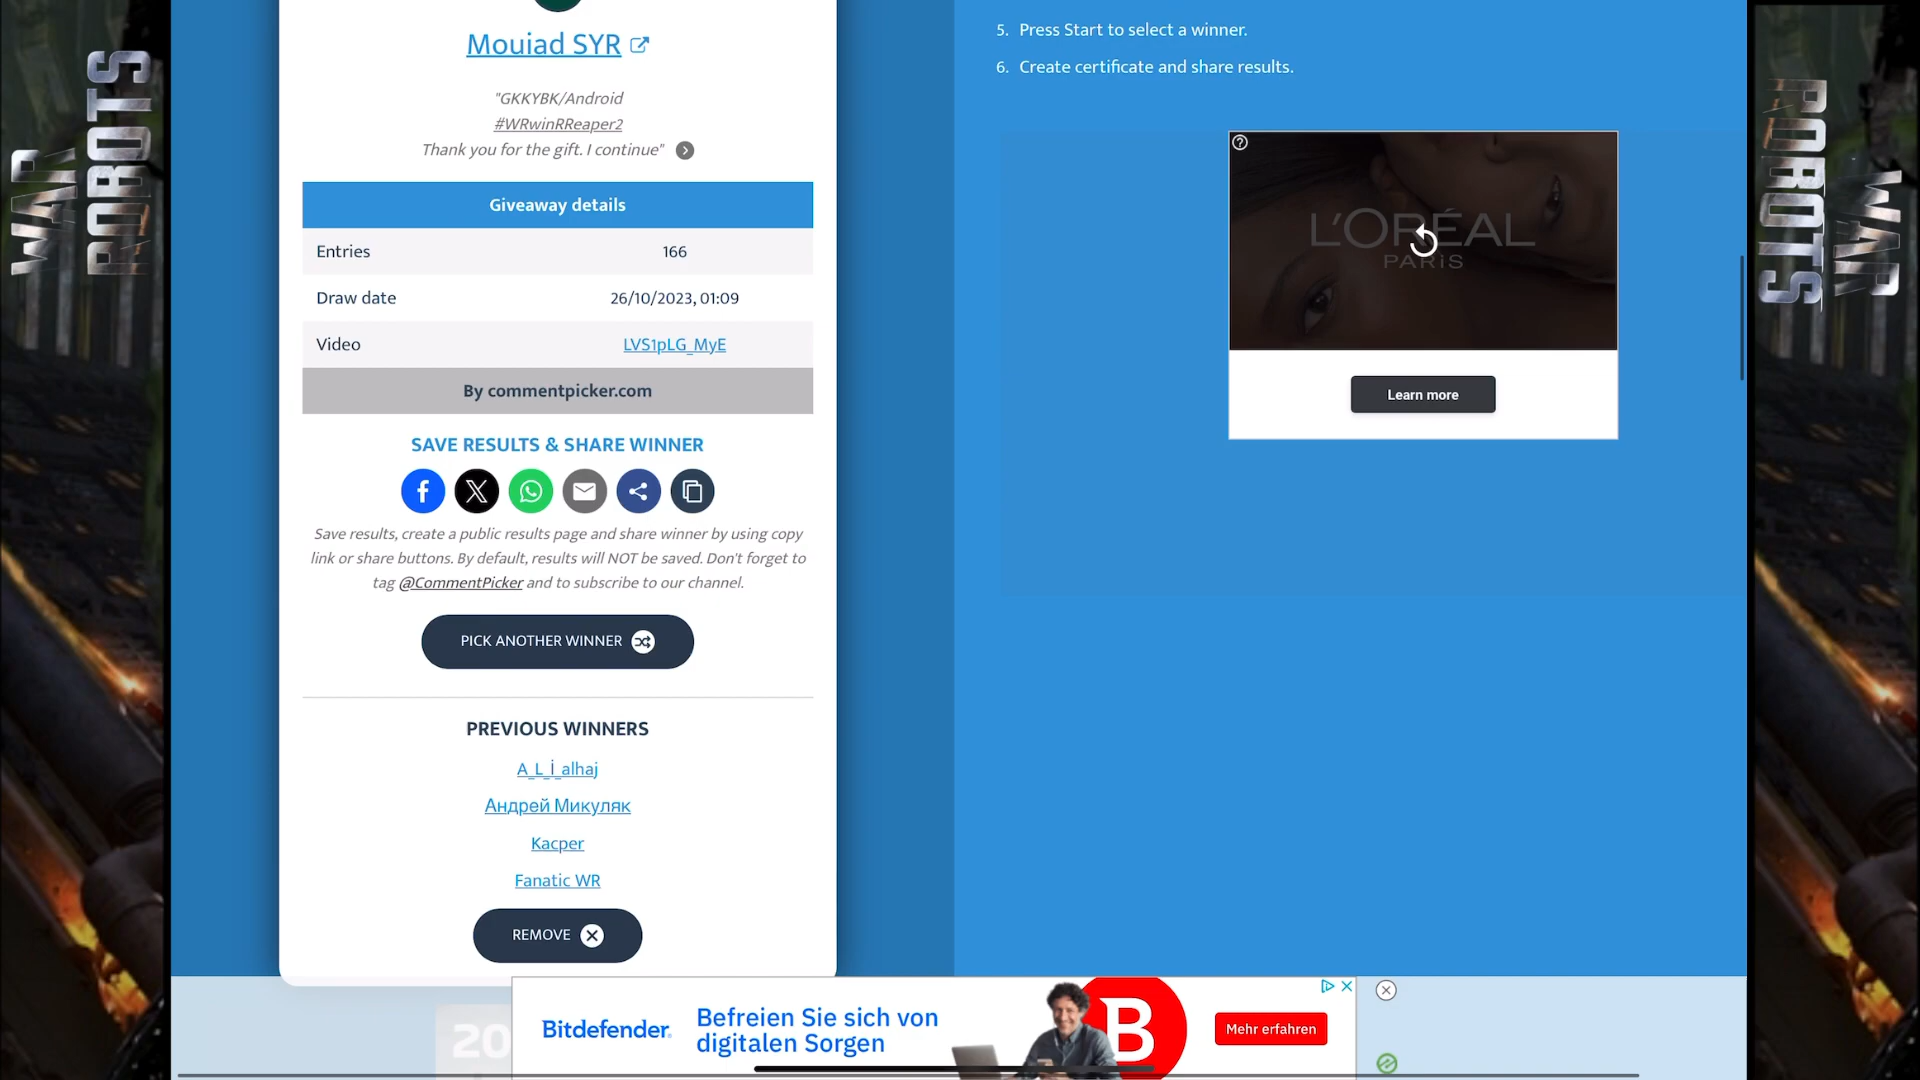 WAR ROBOTS
Mouiad SYR
"GKKYBK/Android
#WRwinRReaper2
Thank you for the gift. I continue"
Giveaway details
Entries 166
Draw date 26/10/2023, 01:09
Video LVS1pLG_MyE
By commentpicker.com
SAVE RESULTS & SHARE WINNER
Save results, create a public results page and share winner by using copy
link or share buttons. By default, results will NOT be saved. Don't forget to
tag @CommentPicker and to subscribe to our channel.
PICK ANOTHER WINNER
PREVIOUS WINNERS
A_L_İ_alhaj
Андрей Микуляк
Kacper
Fanatic WR
REMOVE
5. Press Start to select a winner.
6. Create certificate and share results.
L'ORÉAL
PARIS
Learn more
WAR ROBOTS
20
Bitdefender
Befreien Sie sich von
digitalen Sorgen
B
Mehr erfahren